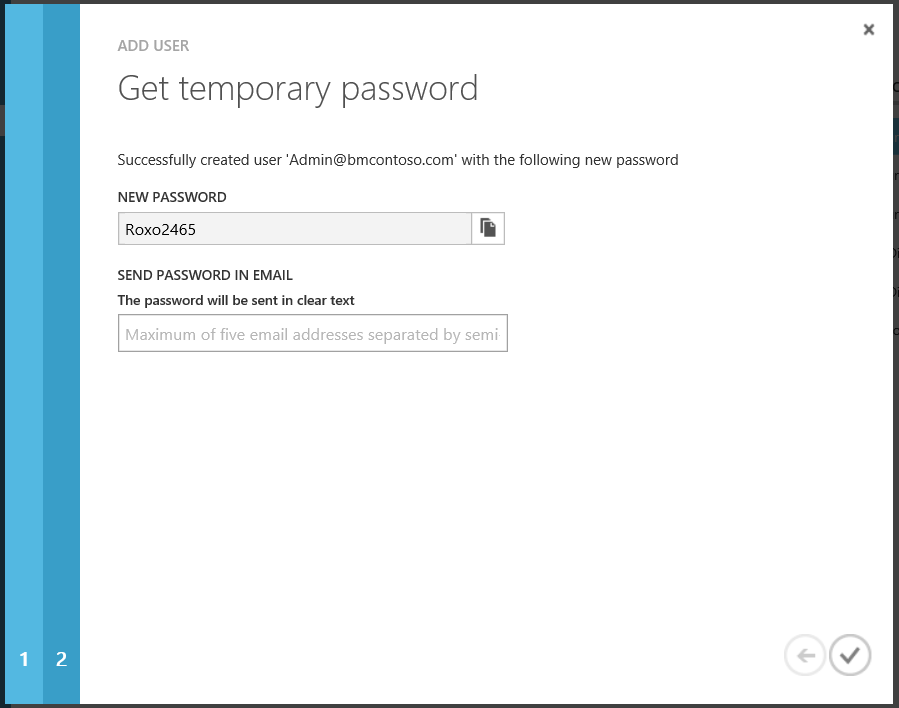 ADD USER
Get temporary password
Successfully created user 'Admin@bmcontoso.com' with the following new password
NEW PASSWORD
Roxo2465
SEND PASSWORD IN EMAIL
The password will be sent in clear text
Maximum of five email addresses separated by semi
1 2